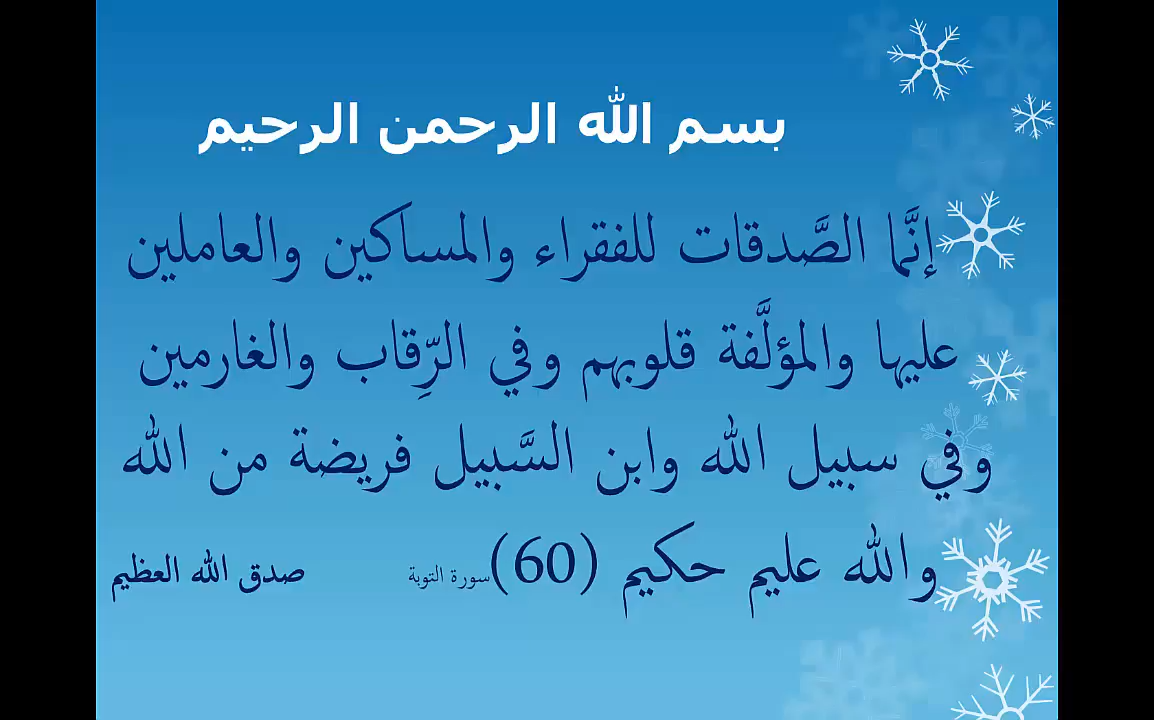 بسم الله الرحمن الرحيم
إنَّما الصَّدقات للفقراء والمساكين والعاملين
عليها والمؤلَّفة قلوبهم وفي الرِّقاب والغارمين
وفي سبيل الله وابن السَّبيل فريضة من الله
والله عليم حكيم (60) سورة التوبة صدق الله العظيم